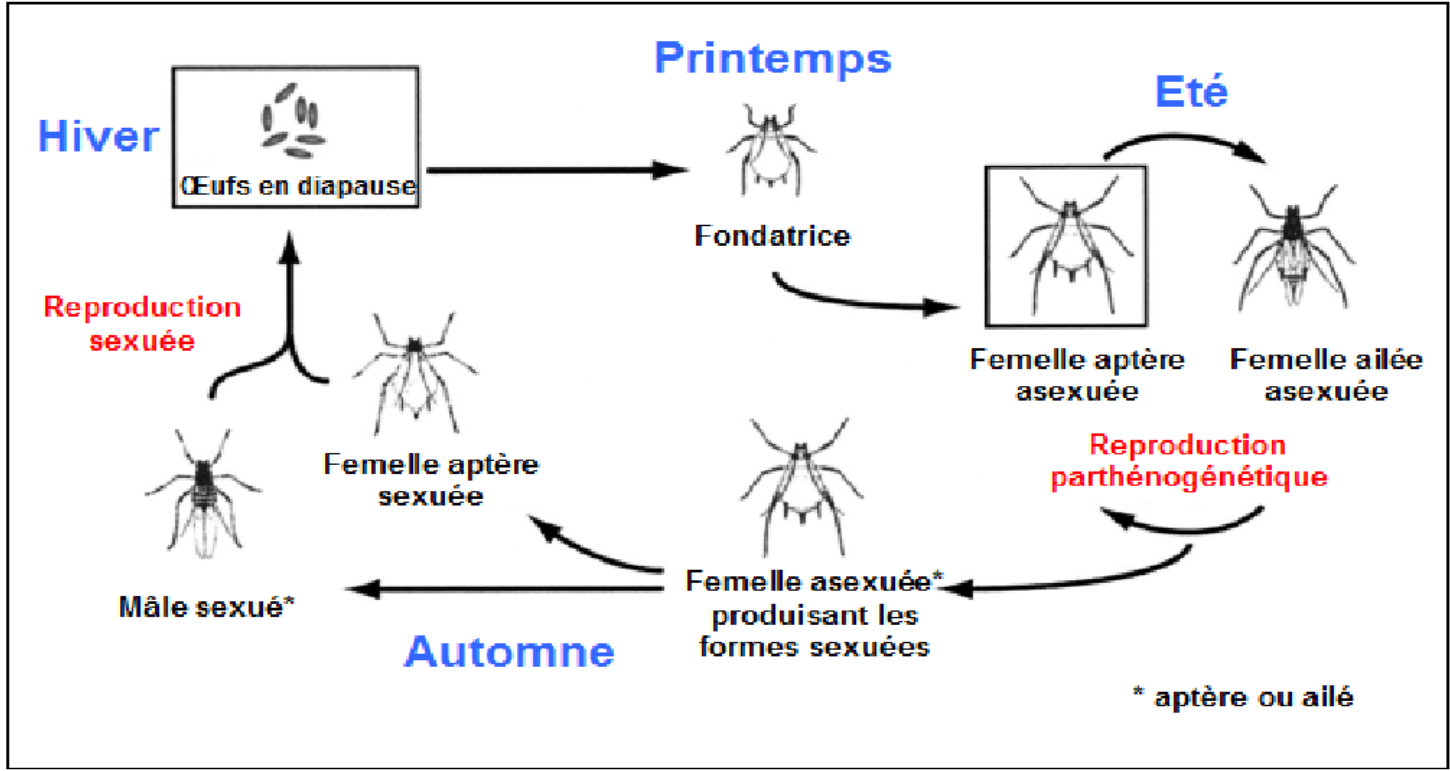 Printemps
Eté
Hiver
Œufs en diapause
Fondatrice
Reproduction
sexuée
Femelle aptère
asexuée
Femelle ailée
asexuée
Reproduction
parthénogénétique
Femelle aptère
sexuée
Mâle sexué*
Femelle asexuée*
produisant les
formes sexuées
Automne
* aptère ou ailé